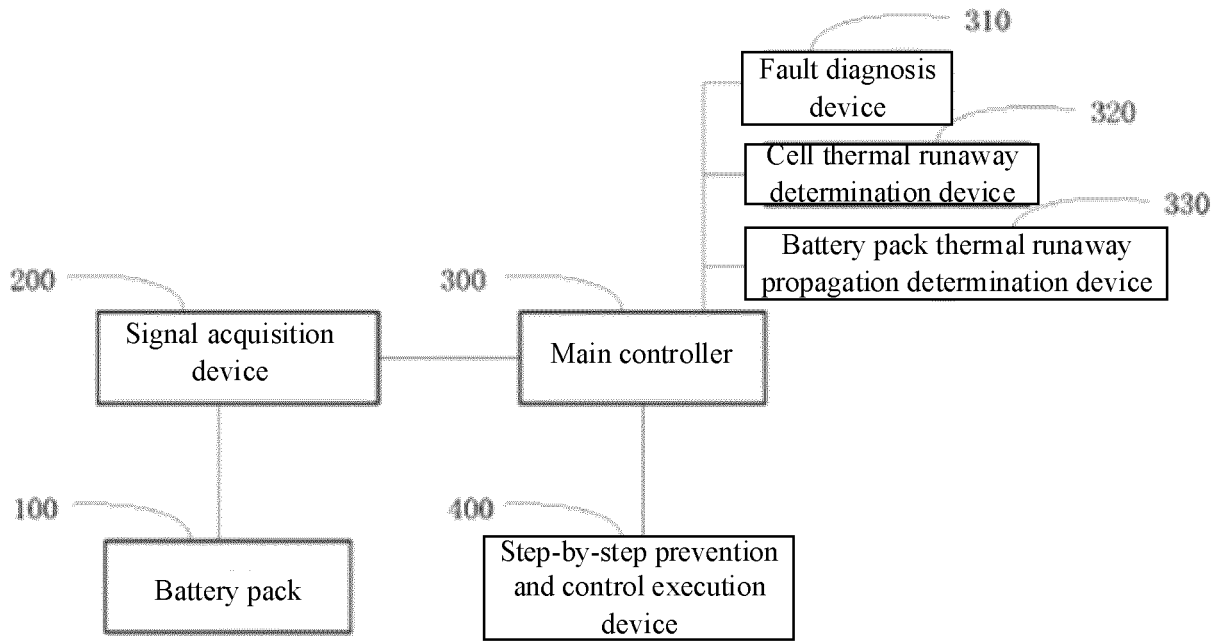 310
Fault diagnosis
device
320
Cell thermal runaway
determination device
330
Battery pack thermal runaway
propagation determination device
200
300
Signal acquisition
device
Main controller
100
400
Battery pack
Step-by-step prevention
and control execution
device